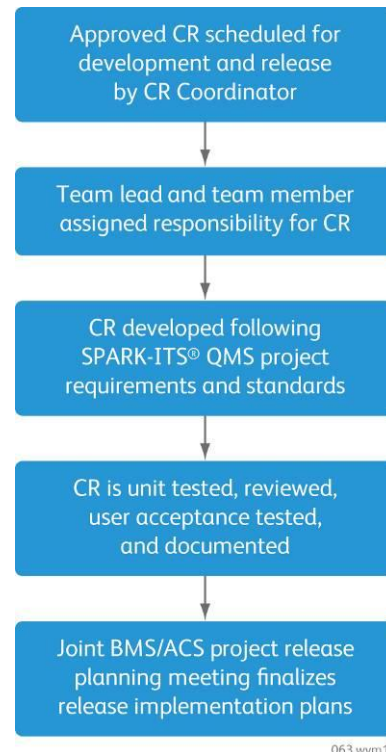 Approved CR scheduled for
development and release
by CR Coordinator
Team lead and team member
assigned responsibility for CR
CR developed following
SPARK-ITS® QMS project
requirements and standards
CR is unit tested, reviewed,
user acceptance tested,
and documented
Joint BMS/ACS project release
planning meeting finalizes
release implementation plans